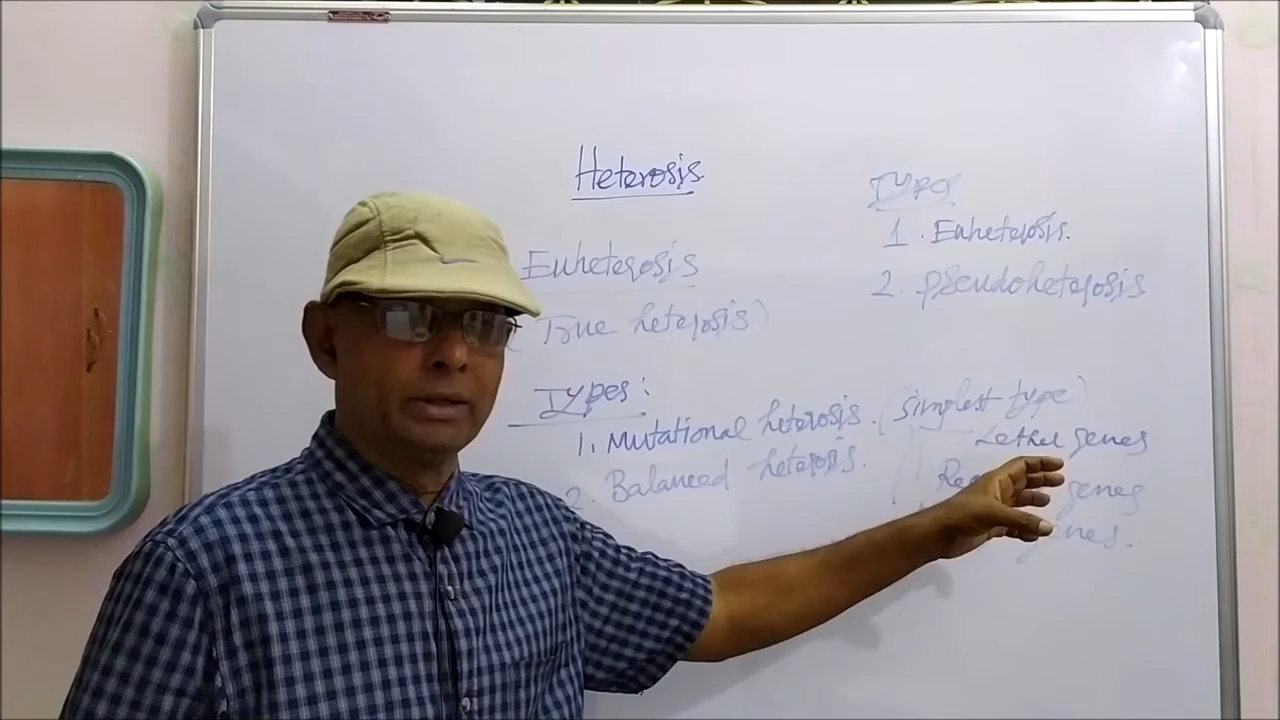 Heterosis
Types
1. Euheterosis.
2. pseudoheterosis
Euheterosis
(True heterosis)
Types:
1. Mutational heterosis. (simplest type)
2. Balanced heterosis.
Lethal genes
genes
genes.